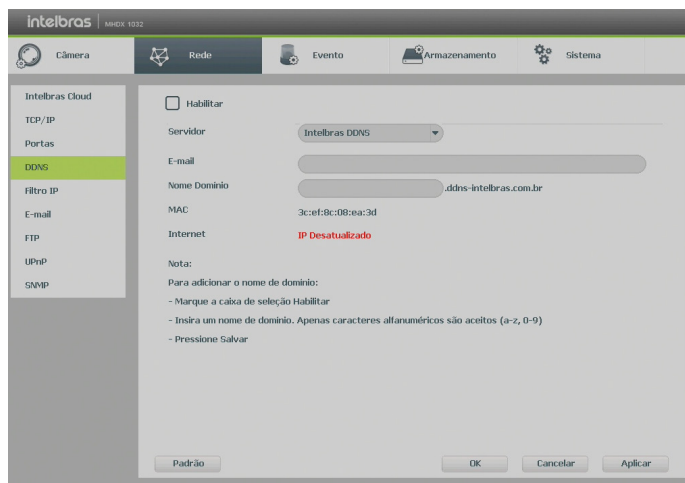 intelbras | MHDX 1032
Câmera Rede Evento Armazenamento Sistema
Intelbras Cloud
TCP/IP
Portas
DDNS
Filtro IP
E-mail
FTP
UPnP
SNMP
Habilitar
Servidor Intelbras DDNS
E-mail
Nome Domínio .ddns-intelbras.com.br
MAC 3c:ef:8c:08:ea:3d
Internet IP Desatualizado
Nota:
Para adicionar o nome de domínio:
- Marque a caixa de seleção Habilitar
- Insira um nome de domínio. Apenas caracteres alfanuméricos são aceitos (a-z, 0-9)
- Pressione Salvar
Padrão OK Cancelar Aplicar